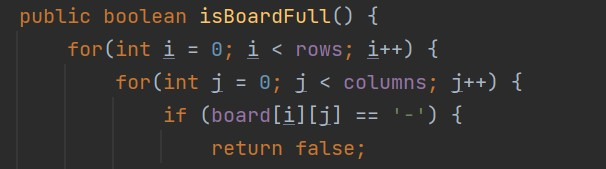 public boolean isBoardFull() {
    for(int i = 0; i < rows; i++) {
        for(int j = 0; j < columns; j++) {
            if (board[i][j] == '-') {
                return false;